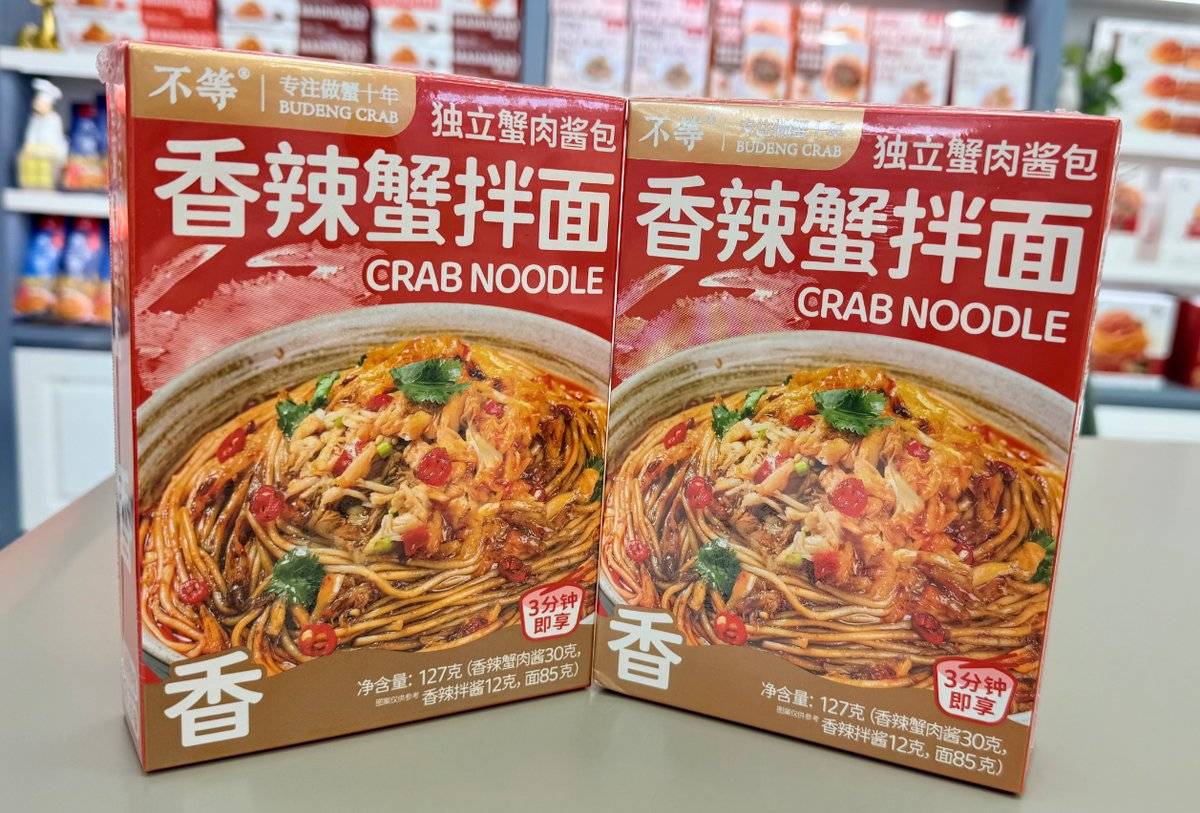 不等®
专注做蟹十年
BUDENG CRAB
独立蟹肉酱包
香辣蟹拌面
CRAB NOODLE
3分钟
即享
香
净含量：127克（香辣蟹肉酱30克，
图案仅供参考 香辣拌酱12克，面85克）
不等®
专注做蟹十年
BUDENG CRAB
独立蟹肉酱包
香辣蟹拌面
CRAB NOODLE
3分钟
即享
香
净含量：127克（香辣蟹肉酱30克，
图案仅供参考 香辣拌酱12克，面85克）